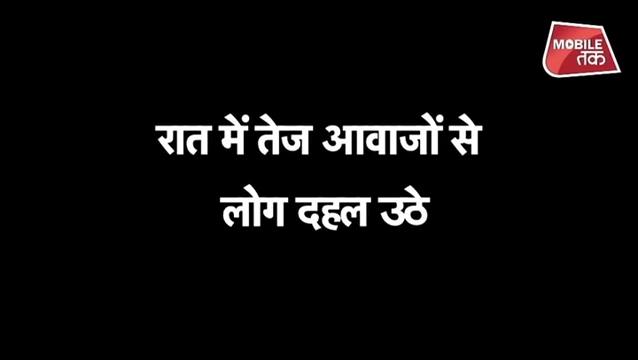 MOBILE
तक
रात में तेज आवाजों से
लोग दहल उठे